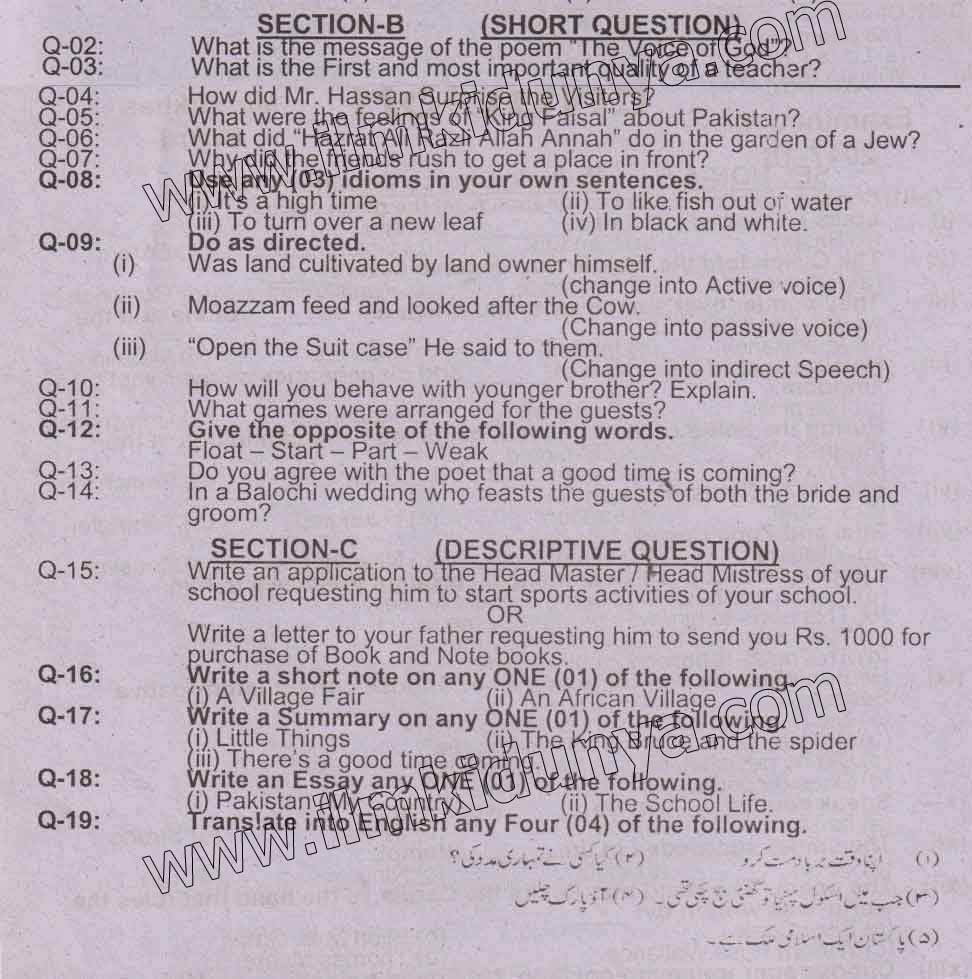 SECTION-B (SHORT QUESTION)
Q-02: What is the message of the poem "The Voice of God"?
Q-03: What is the First and most important quality of a teacher?
Q-04: How did Mr. Hassan Surprise the Visitors?
Q-05: What were the feelings of "King Faisal" about Pakistan?
Q-06: What did "Hazrat Ali Razil Allah Annah" do in the garden of a Jew?
Q-07: Why did the friends rush to get a place in front?
Q-08: Use any (03) idioms in your own sentences.
(i) It's a high time (ii) To like fish out of water
(iii) To turn over a new leaf (iv) In black and white.
Q-09: Do as directed.
(i) Was land cultivated by land owner himself.
(change into Active voice)
(ii) Moazzam feed and looked after the Cow.
(Change into passive voice)
(iii) "Open the Suit case" He said to them.
(Change into indirect Speech)
Q-10: How will you behave with younger brother? Explain.
Q-11: What games were arranged for the guests?
Q-12: Give the opposite of the following words.
Float – Start – Part – Weak
Q-13: Do you agree with the poet that a good time is coming?
Q-14: In a Balochi wedding who feasts the guests of both the bride and
groom?
SECTION-C (DESCRIPTIVE QUESTION)
Q-15: Write an application to the Head Master / Head Mistress of your
school requesting him to start sports activities of your school.
OR
Write a letter to your father requesting him to send you Rs. 1000 for
purchase of Book and Note books.
Q-16: Write a short note on any ONE (01) of the following.
(i) A Village Fair (ii) An African Village
Q-17: Write a Summary on any ONE (01) of the following.
(i) Little Things (ii) The King Bruce and the spider
(iii) There's a good time coming.
Q-18: Write an Essay any ONE (01) of the following.
(i) Pakistan (My Country) (ii) The School Life.
Q-19: Translate into English any Four (04) of the following.
(۱) اپنا وقت برباد مت کرو (۲) کیا کسی نے تمہاری مدد کی؟
(۳) جب میں اسکول پہنچا تو گھنٹی بج چکی تھی۔ (۴) آؤ پارک چلیں
(۵) پاکستان ایک اسلامی ملک ہے۔
www.ilmkidunya.com
www.ilmkidunya.com